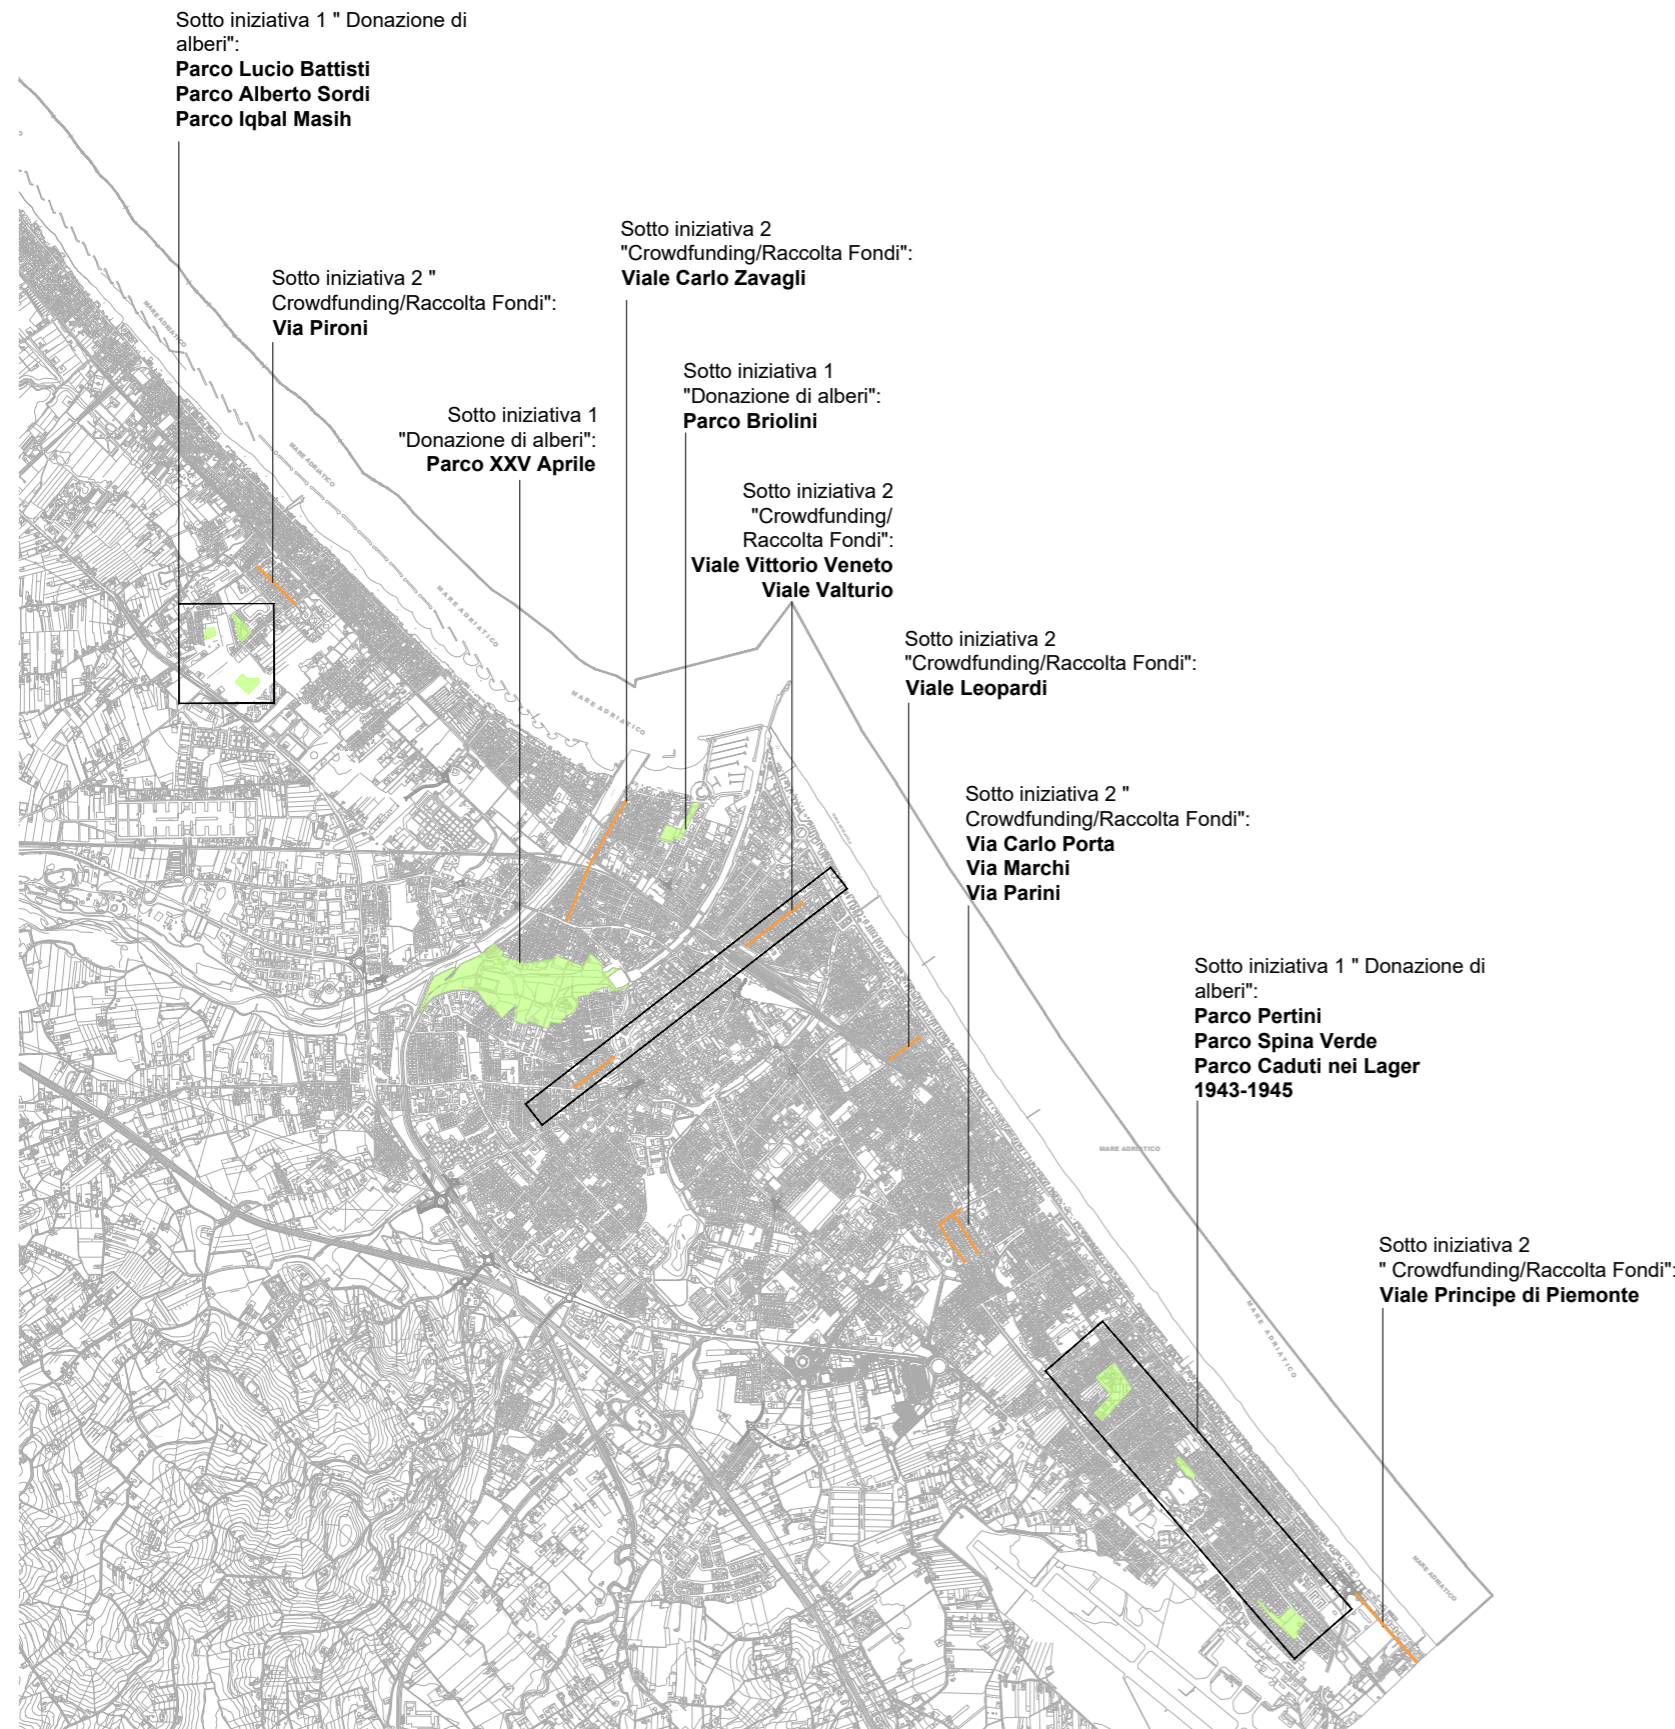 Sotto iniziativa 1 " Donazione di
alberi":
Parco Lucio Battisti
Parco Alberto Sordi
Parco Iqbal Masih
Sotto iniziativa 2 "
Crowdfunding/Raccolta Fondi":
Via Pironi
Sotto iniziativa 2
"Crowdfunding/Raccolta Fondi":
Viale Carlo Zavagli
Sotto iniziativa 1
"Donazione di alberi":
Parco Briolini
Sotto iniziativa 1
"Donazione di alberi":
Parco XXV Aprile
Sotto iniziativa 2
"Crowdfunding/
Raccolta Fondi":
Viale Vittorio Veneto
Viale Valturio
Sotto iniziativa 2
"Crowdfunding/Raccolta Fondi":
Viale Leopardi
Sotto iniziativa 2 "
Crowdfunding/Raccolta Fondi":
Via Carlo Porta
Via Marchi
Via Parini
Sotto iniziativa 1 " Donazione di
alberi":
Parco Pertini
Parco Spina Verde
Parco Caduti nei Lager
1943-1945
Sotto iniziativa 2
" Crowdfunding/Raccolta Fondi":
Viale Principe di Piemonte
MARE ADRIATICO
MARE ADRIATICO
MARE ADRIATICO
MARE ADRIATICO
MARE ADRIATICO
MARE ADRIATICO
MARE ADRIATICO